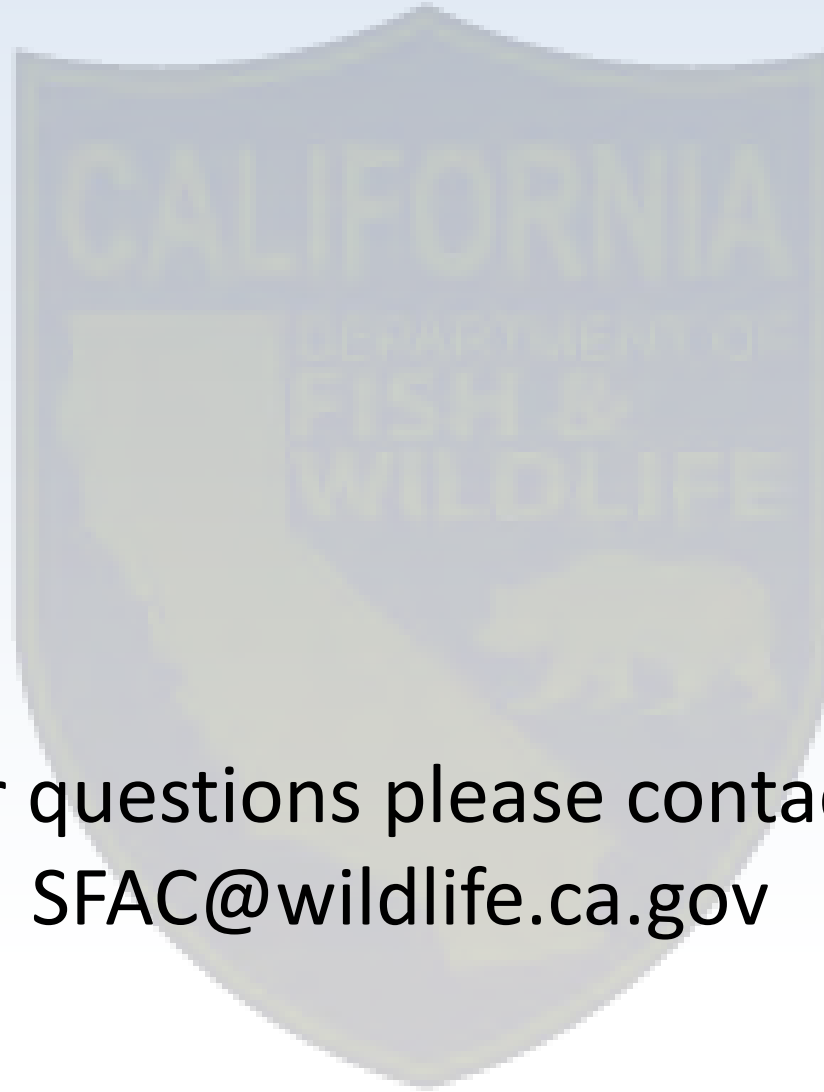 CALIFORNIA
DEPARTMENT OF
FISH &
WILDLIFE
r questions please contac
SFAC@wildlife.ca.gov